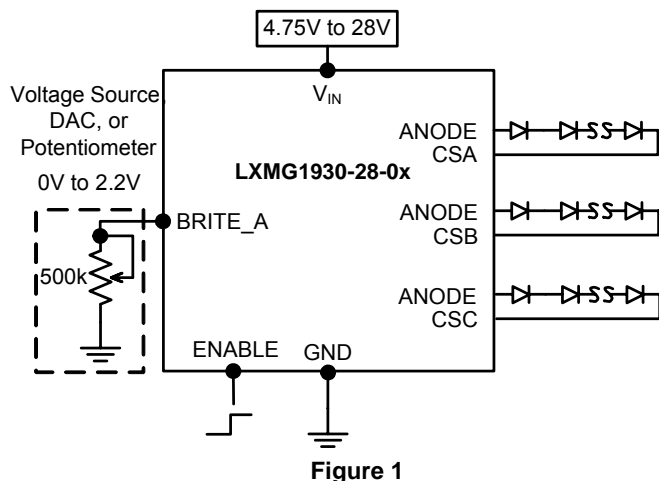 4.75V to 28V
V_IN
Voltage Source
DAC, or
Potentiometer
0V to 2.2V
LXMG1930-28-0x
ANODE
CSA
BRITE_A
ANODE
CSB
500k
ANODE
CSC
ENABLE
GND
Figure 1